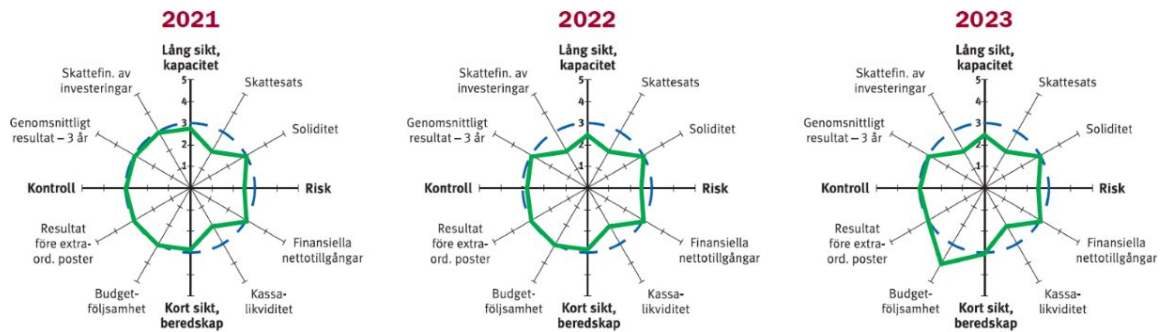 2021
Lång sikt,
kapacitet
Skattefin. av
investeringar
Skattesats
Genomsnittligt
resultat – 3 år
Soliditet
Kontroll
Risk
Resultat
före extra-
ord. poster
Finansiella
nettotillgångar
Budget-
följsamhet
Kassa-
likviditet
Kort sikt,
beredskap
5
4
3
2
1
2022
Lång sikt,
kapacitet
Skattefin. av
investeringar
Skattesats
Genomsnittligt
resultat – 3 år
Soliditet
Kontroll
Risk
Resultat
före extra-
ord. poster
Finansiella
nettotillgångar
Budget-
följsamhet
Kassa-
likviditet
Kort sikt,
beredskap
5
4
3
2
1
2023
Lång sikt,
kapacitet
Skattefin. av
investeringar
Skattesats
Genomsnittligt
resultat – 3 år
Soliditet
Kontroll
Risk
Resultat
före extra-
ord. poster
Finansiella
nettotillgångar
Budget-
följsamhet
Kassa-
likviditet
Kort sikt,
beredskap
5
4
3
2
1